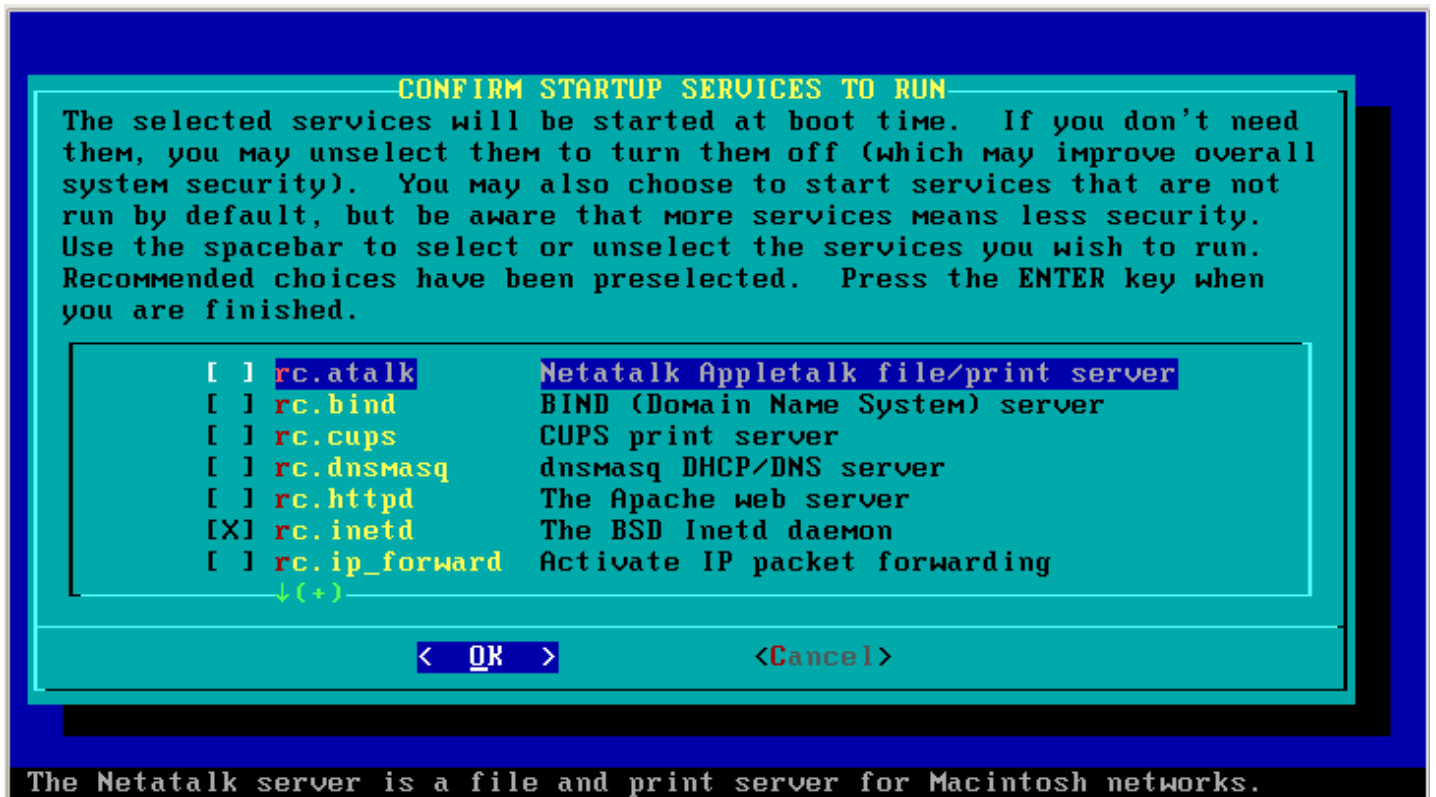 CONFIRM STARTUP SERVICES TO RUN
The selected services will be started at boot time.  If you don't need
them, you may unselect them to turn them off (which may improve overall
system security).  You may also choose to start services that are not
run by default, but be aware that more services means less security.
Use the spacebar to select or unselect the services you wish to run.
Recommended choices have been preselected.  Press the ENTER key when
you are finished.
[ ] rc.atalk Netatalk Appletalk file/print server
[ ] rc.bind BIND (Domain Name System) server
[ ] rc.cups CUPS print server
[ ] rc.dnsmasq dnsmasq DHCP/DNS server
[ ] rc.httpd The Apache web server
[X] rc.inetd The BSD Inetd daemon
[ ] rc.ip_forward Activate IP packet forwarding
↓(+)
< OK > <Cancel>
The Netatalk server is a file and print server for Macintosh networks.